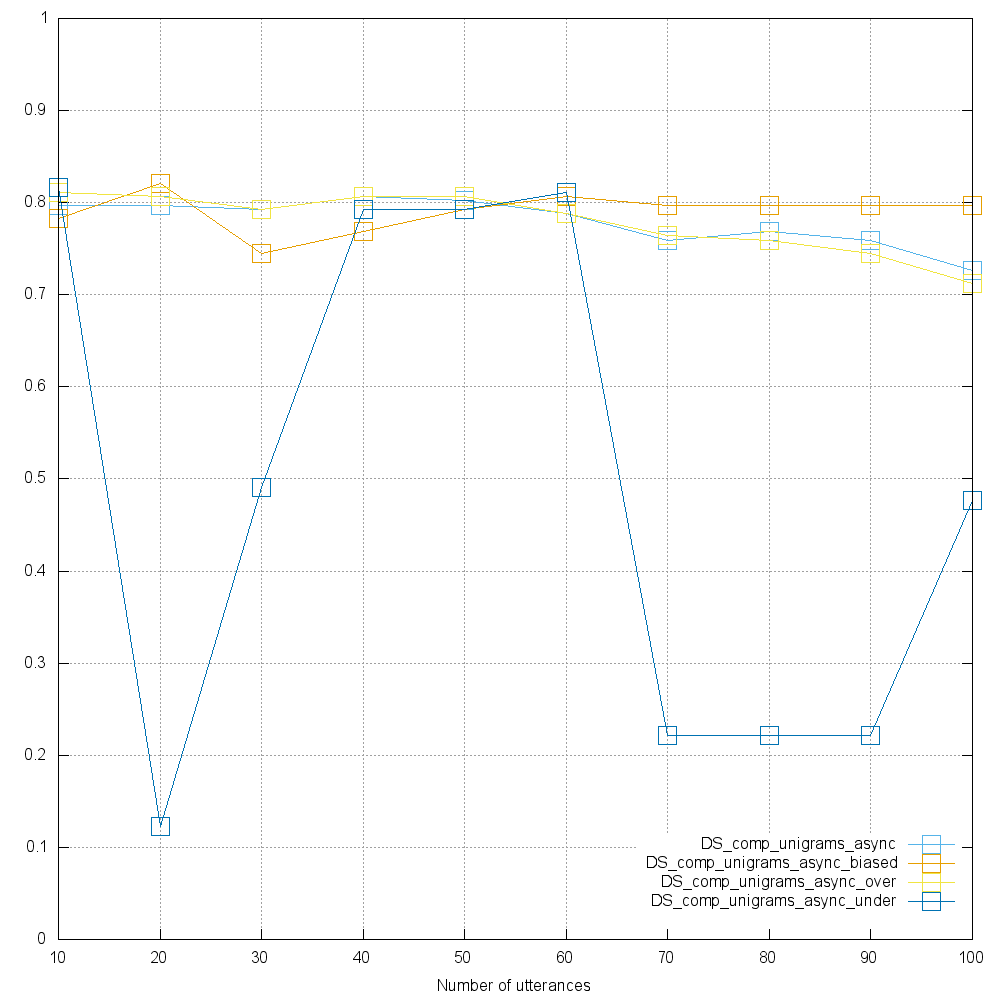 1
0.9
0.8
0.7
0.6
0.5
0.4
0.3
0.2
0.1
0
DS_comp_unigrams_async
DS_comp_unigrams_async_biased
DS_comp_unigrams_async_over
DS_comp_unigrams_async_under
10 20 30 40 50 60 70 80 90 100
Number of utterances